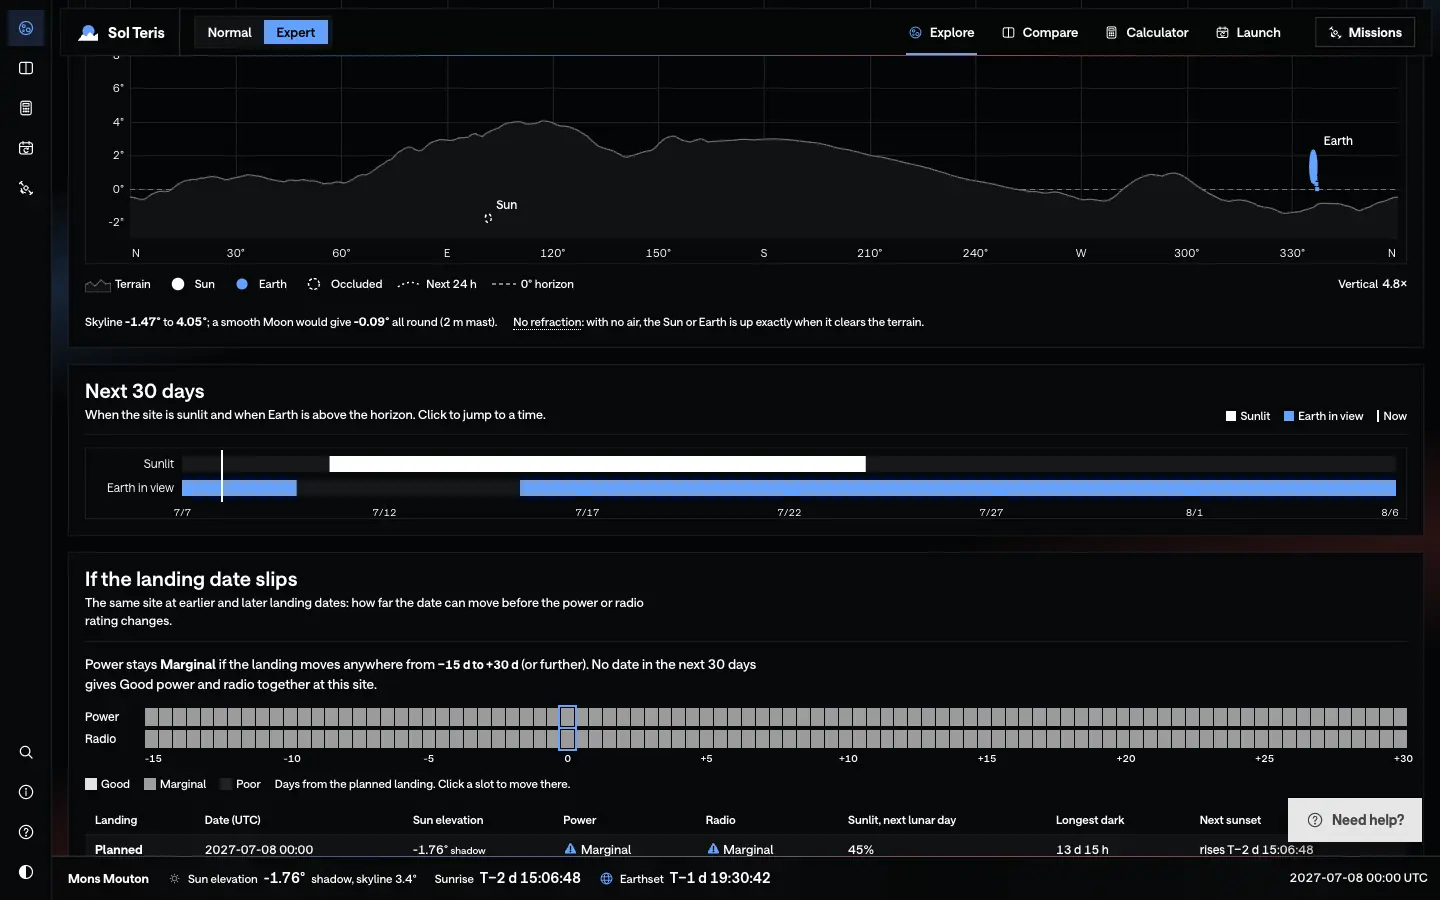 Sol Teris
Normal
Expert
Explore
Compare
Calculator
Launch
Missions
8°
6°
4°
2°
0°
-2°
Earth
Sun
N 30° 60° E 120° 150° S 210° 240° W 300° 330° N
Terrain Sun Earth Occluded Next 24 h 0° horizon Vertical 4.8×
Skyline -1.47° to 4.05°; a smooth Moon would give -0.09° all round (2 m mast). No refraction: with no air, the Sun or Earth is up exactly when it clears the terrain.
Next 30 days
When the site is sunlit and when Earth is above the horizon. Click to jump to a time.
Sunlit Earth in view Now
Sunlit
Earth in view
7/7 7/12 7/17 7/22 7/27 8/1 8/6
If the landing date slips
The same site at earlier and later landing dates: how far the date can move before the power or radio
rating changes.
Power stays Marginal if the landing moves anywhere from −15 d to +30 d (or further). No date in the next 30 days
gives Good power and radio together at this site.
Power
Radio
-15 -10 -5 0 +5 +10 +15 +20 +25 +30
Good Marginal Poor Days from the planned landing. Click a slot to move there.
Landing Date (UTC) Sun elevation Power Radio Sunlit, next lunar day Longest dark Next sunset
Planned 2027-07-08 00:00 -1.76° shadow Marginal Marginal 45% 13 d 15 h rises T−2 d 15:06:48
Need help?
Mons Mouton Sun elevation -1.76° shadow, skyline 3.4° Sunrise T−2 d 15:06:48 Earthset T−1 d 19:30:42 2027-07-08 00:00 UTC